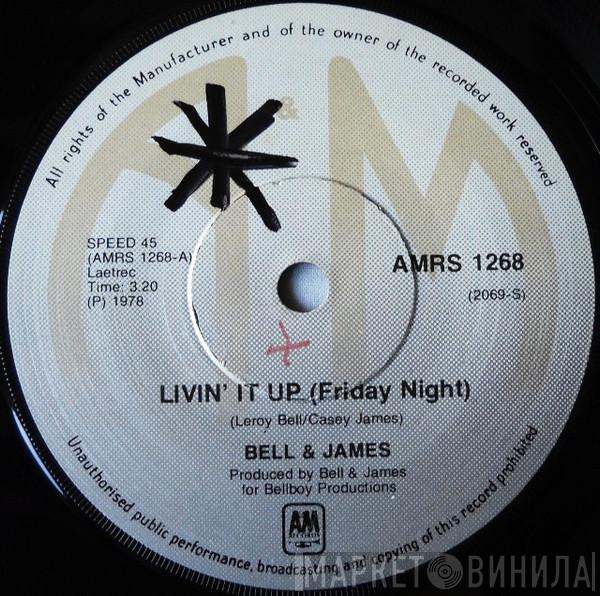 All rights of the Manufacturer and of the owner of the recorded work reserved
A&M
SPEED 45
(AMRS 1268-A)
Laetrec
Time: 3.20
(P) 1978
AMRS 1268
(2069-S)
LIVIN' IT UP (Friday Night)
(Leroy Bell/Casey James)
BELL & JAMES
Produced by Bell & James
for Bellboy Productions
AM
RECORDS
Unauthorised public performance, broadcasting and copying of this record prohibited
МАРКЕТ ВИНИЛА